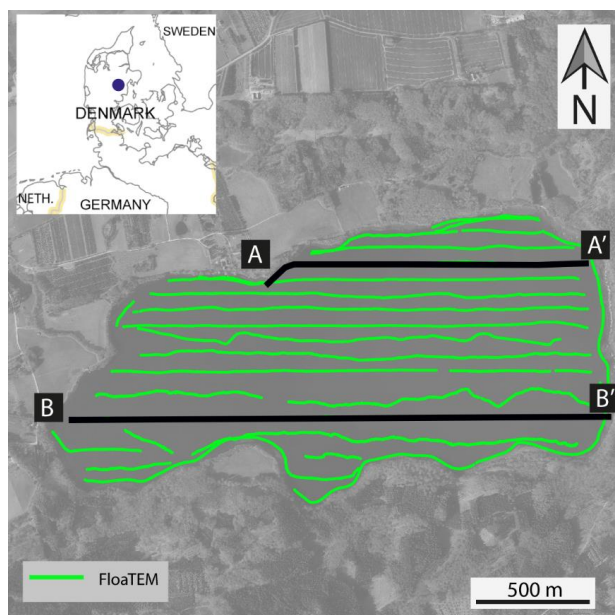 SWEDEN
DENMARK
NETH.
GERMANY
N
A
A'
B
B'
FloaTEM
500 m